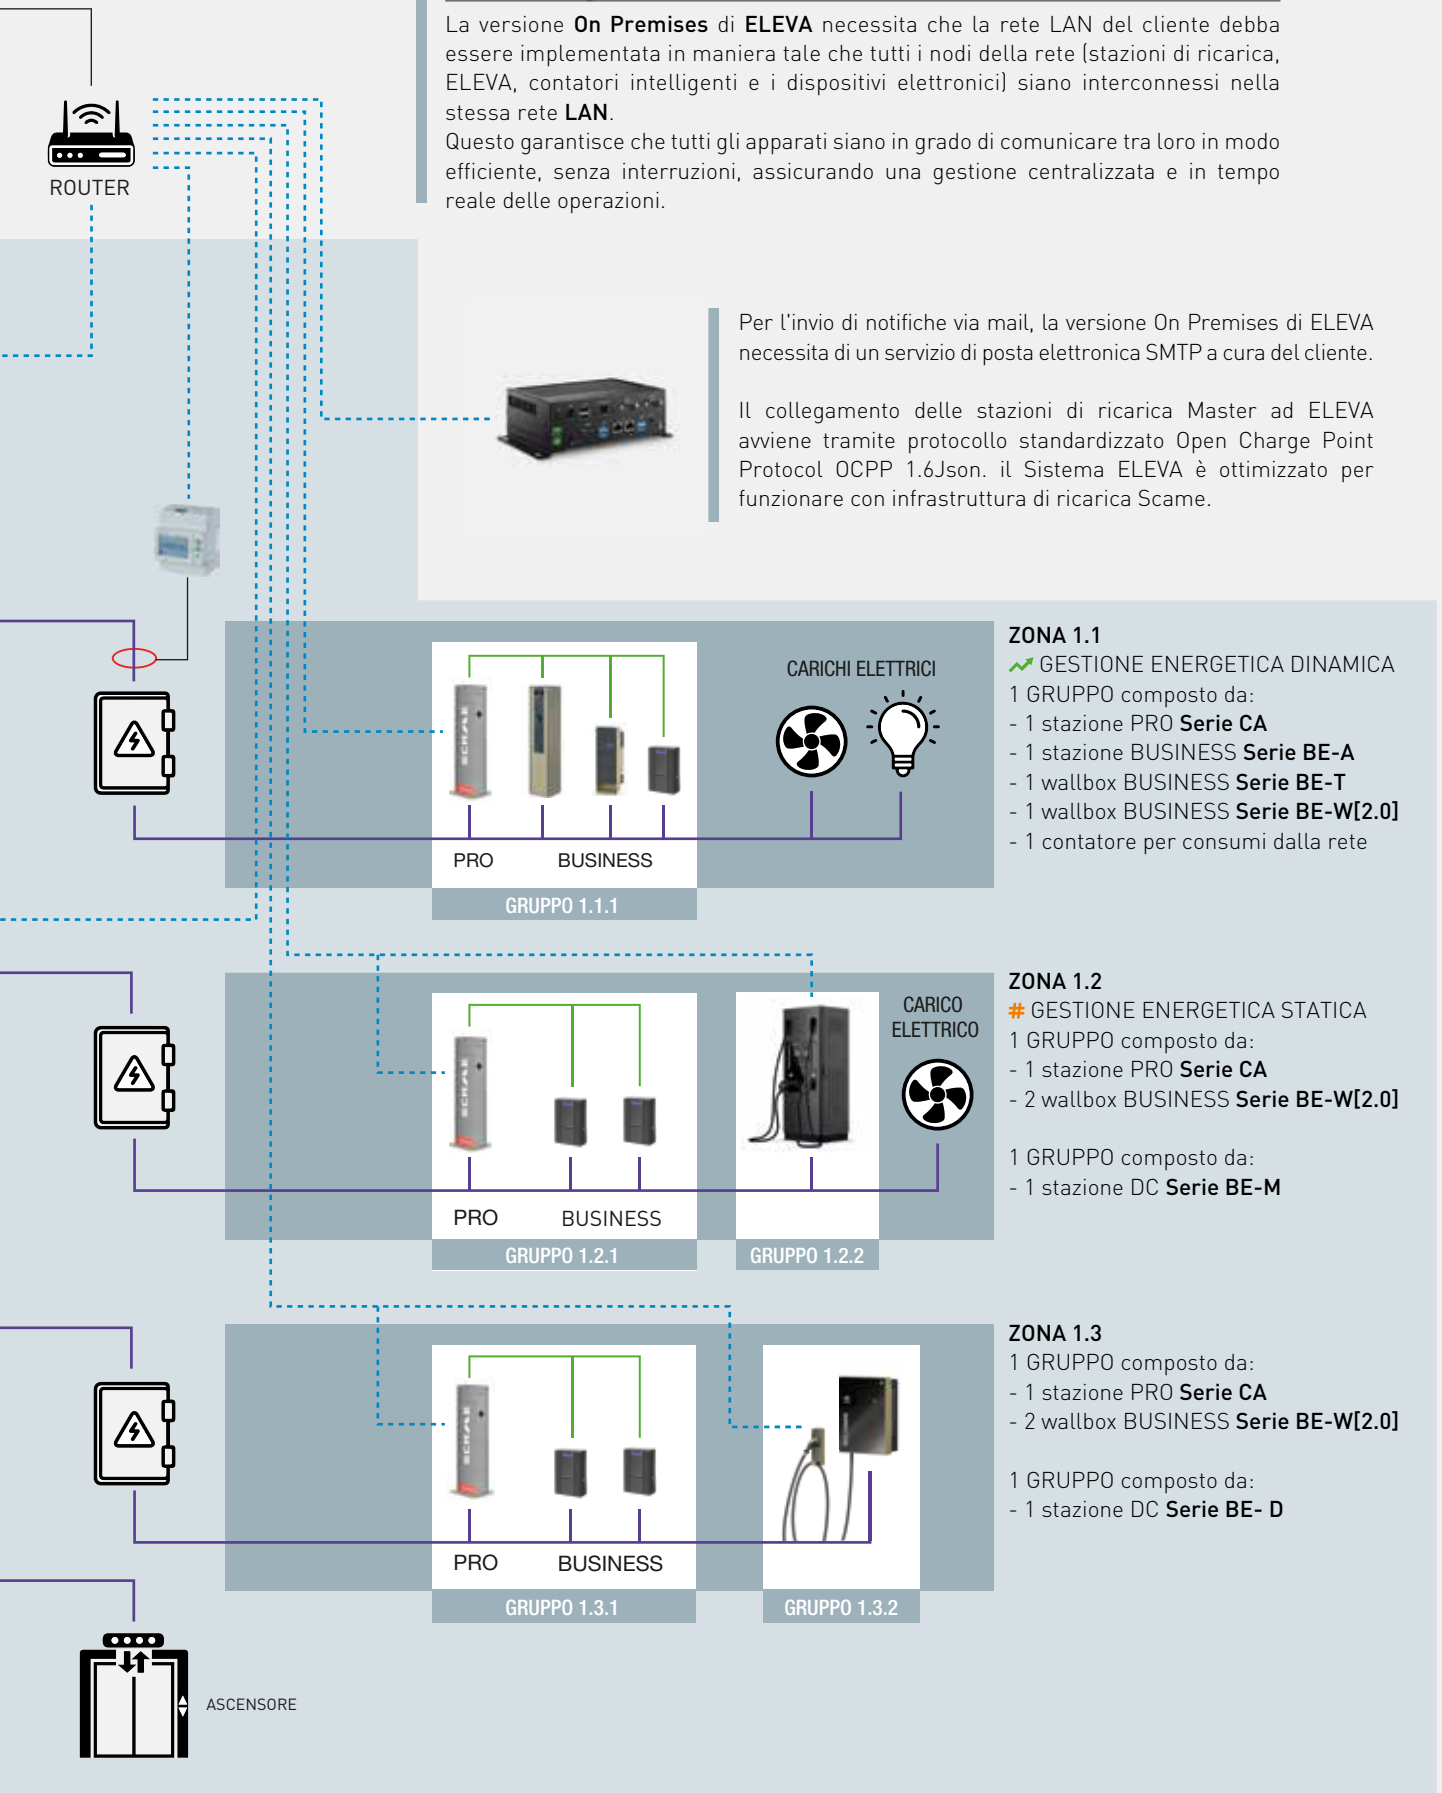 La versione On Premises di ELEVA necessita che la rete LAN del cliente debba
essere implementata in maniera tale che tutti i nodi della rete (stazioni di ricarica,
ELEVA, contatori intelligenti e i dispositivi elettronici) siano interconnessi nella
stessa rete LAN.
Questo garantisce che tutti gli apparati siano in grado di comunicare tra loro in modo
efficiente, senza interruzioni, assicurando una gestione centralizzata e in tempo
reale delle operazioni.
ROUTER
Per l'invio di notifiche via mail, la versione On Premises di ELEVA
necessita di un servizio di posta elettronica SMTP a cura del cliente.
Il collegamento delle stazioni di ricarica Master ad ELEVA
avviene tramite protocollo standardizzato Open Charge Point
Protocol OCPP 1.6Json. il Sistema ELEVA è ottimizzato per
funzionare con infrastruttura di ricarica Scame.
CARICHI ELETTRICI
SCAME
PRO
BUSINESS
GRUPPO 1.1.1
ZONA 1.1
GESTIONE ENERGETICA DINAMICA
1 GRUPPO composto da:
- 1 stazione PRO Serie CA
- 1 stazione BUSINESS Serie BE-A
- 1 wallbox BUSINESS Serie BE-T
- 1 wallbox BUSINESS Serie BE-W[2.0]
- 1 contatore per consumi dalla rete
CARICO
ELETTRICO
SCAME
PRO
BUSINESS
GRUPPO 1.2.1
GRUPPO 1.2.2
ZONA 1.2
# GESTIONE ENERGETICA STATICA
1 GRUPPO composto da:
- 1 stazione PRO Serie CA
- 2 wallbox BUSINESS Serie BE-W[2.0]
1 GRUPPO composto da:
- 1 stazione DC Serie BE-M
SCAME
PRO
BUSINESS
GRUPPO 1.3.1
GRUPPO 1.3.2
ZONA 1.3
1 GRUPPO composto da:
- 1 stazione PRO Serie CA
- 2 wallbox BUSINESS Serie BE-W[2.0]
1 GRUPPO composto da:
- 1 stazione DC Serie BE- D
ASCENSORE